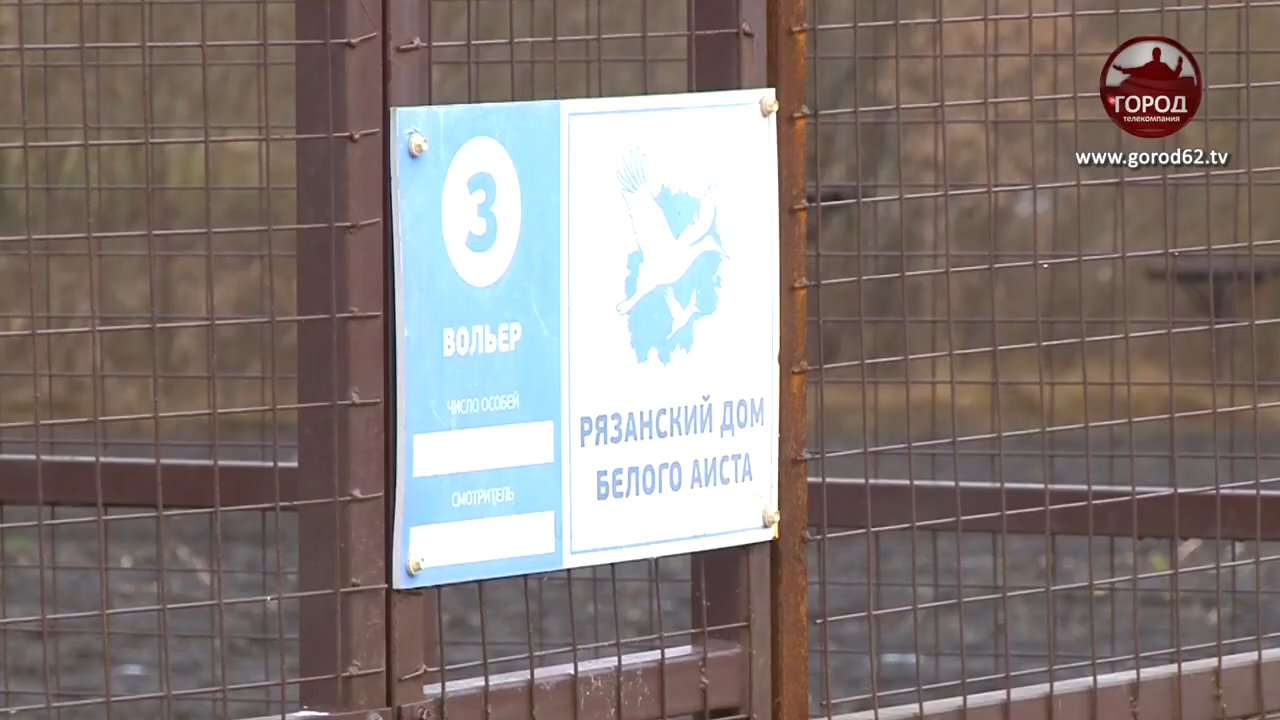 3
ВОЛЬЕР
ЧИСЛО ОСОБЕЙ
СМОТРИТЕЛЬ
РЯЗАНСКИЙ ДОМ
БЕЛОГО АИСТА
ГОРОД
телекомпания
www.gorod62.tv